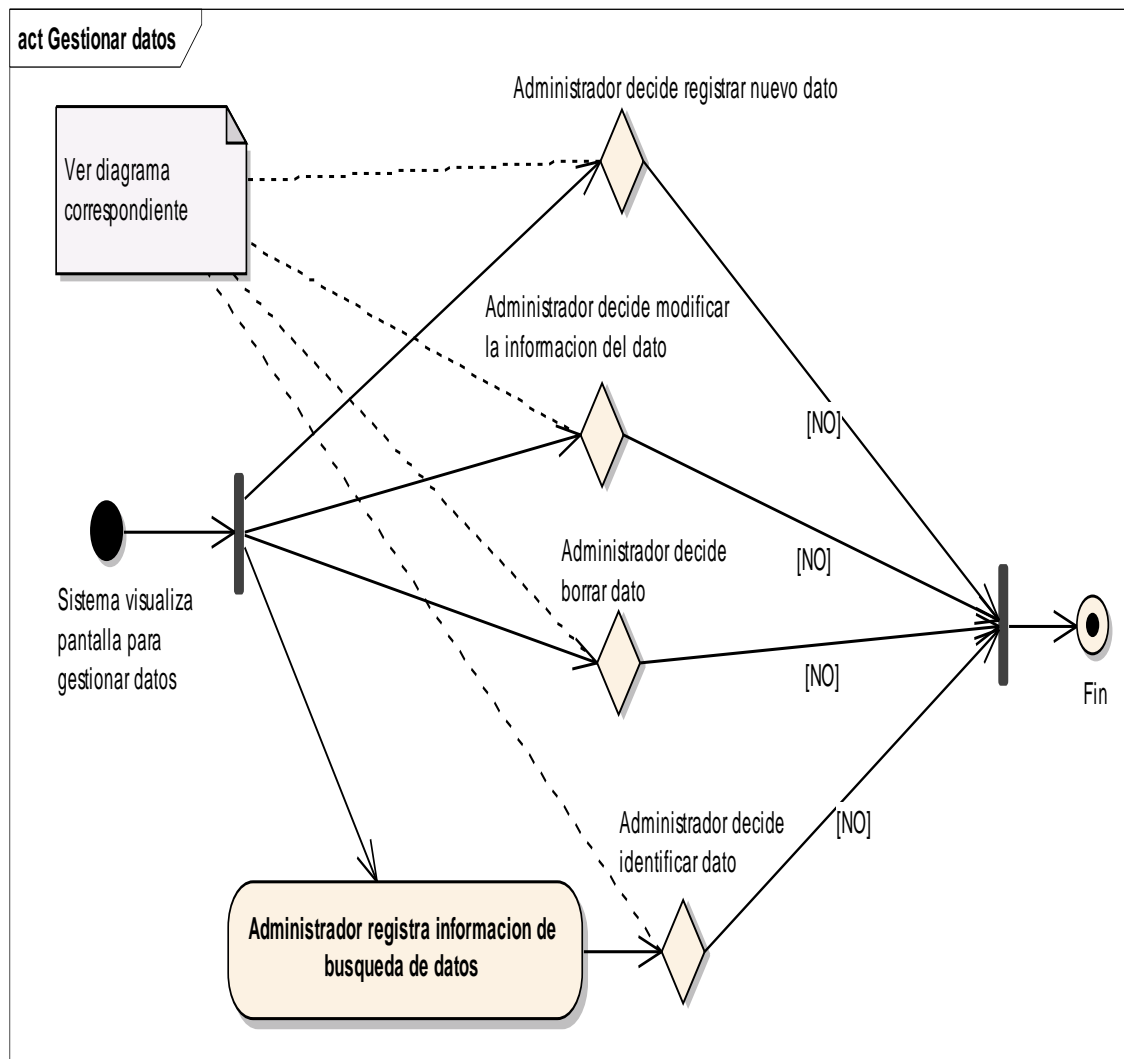 act Gestionar datos
Administrador decide registrar nuevo dato
Ver diagrama
correspondiente
Administrador decide modificar
la informacion del dato
[NO]
[NO]
Administrador decide
borrar dato
Sistema visualiza
pantalla para
gestionar datos
[NO]
Fin
Administrador decide
identificar dato
[NO]
Administrador registra informacion de
busqueda de datos